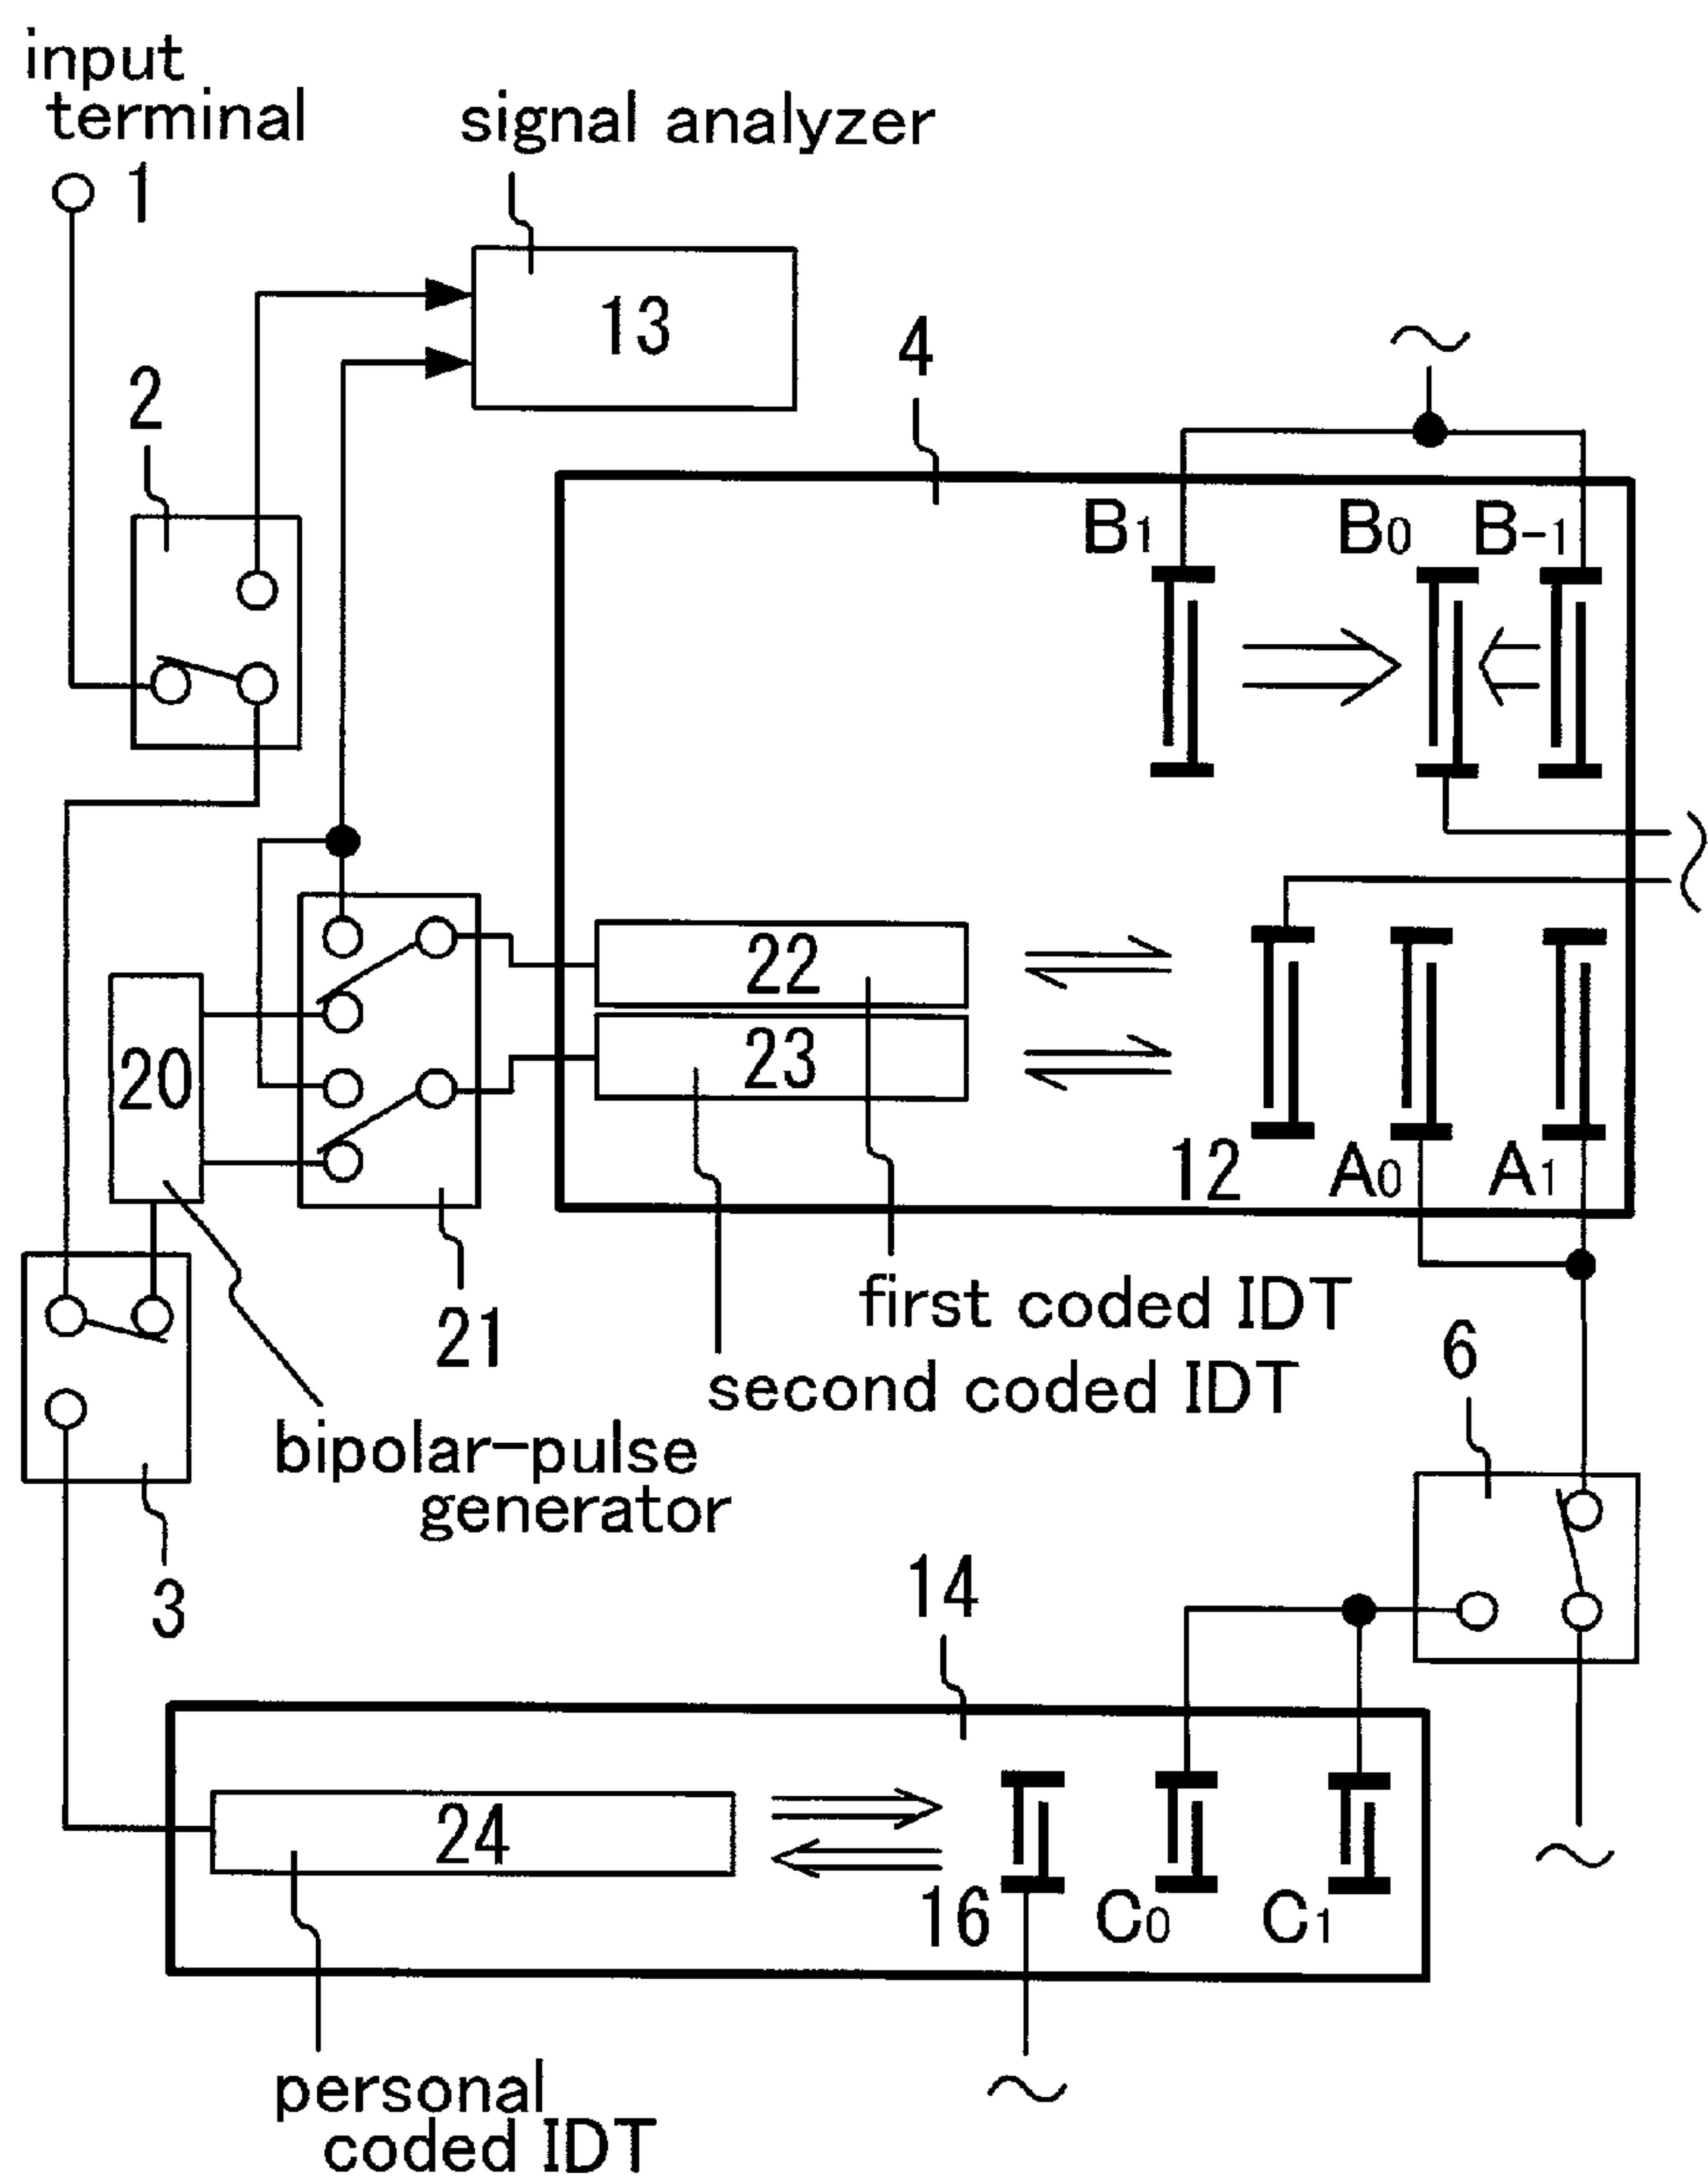 input
terminal
1
signal analyzer
13
2
4
B1
B0
B-1
22
23
20
12
A0
A1
21
first coded IDT
second coded IDT
6
bipolar-pulse
generator
3
14
24
16
C0
C1
personal
coded IDT